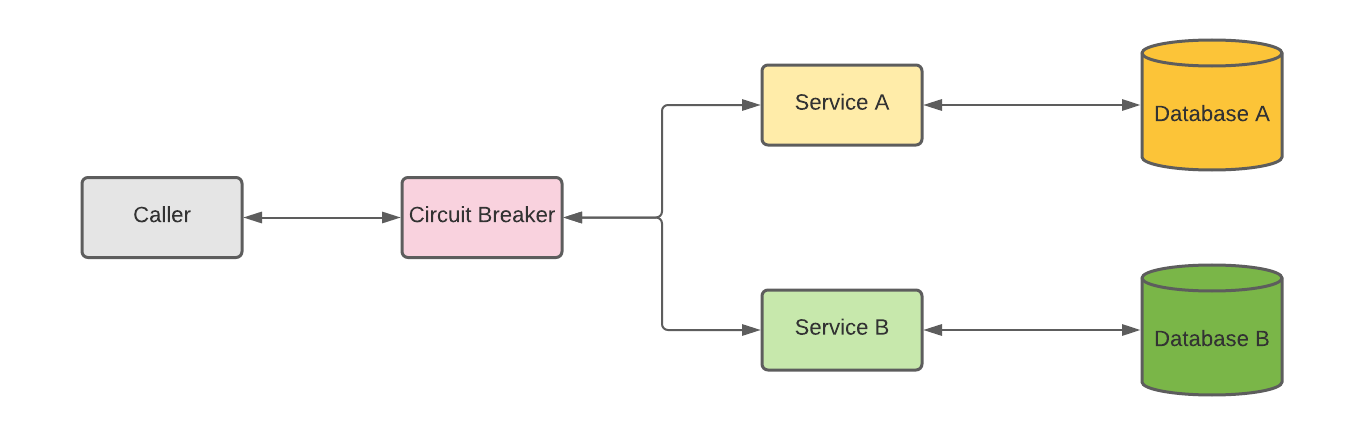 Caller
Circuit Breaker
Service A
Database A
Service B
Database B